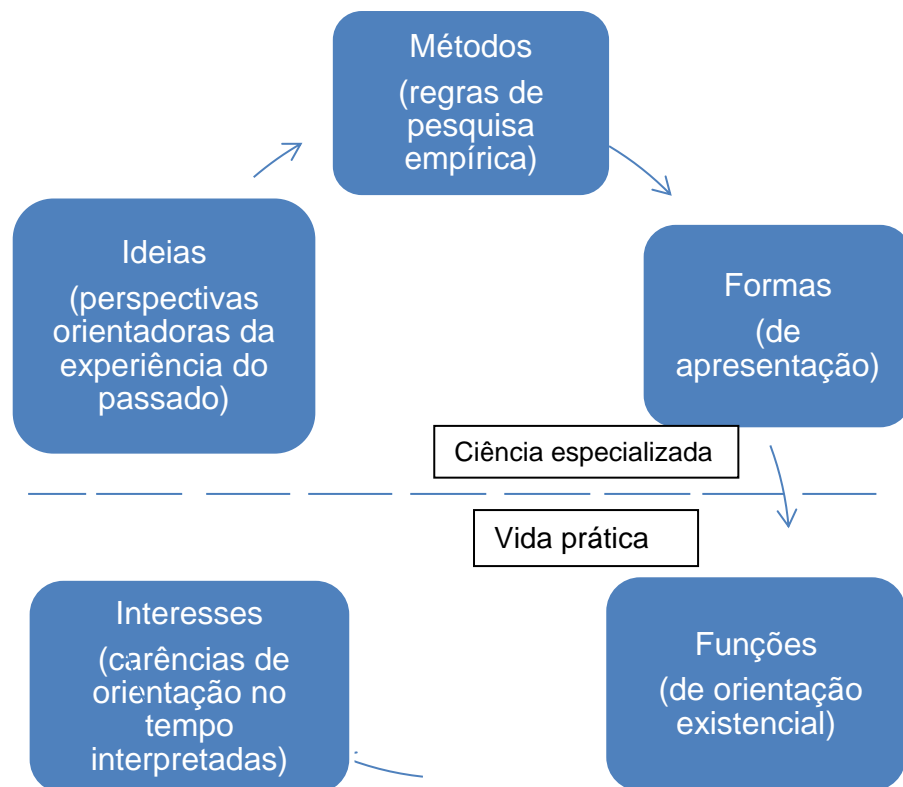 Métodos
(regras de
pesquisa
empírica)
Ideias
(perspectivas
orientadoras da
experiência do
passado)
Formas
(de
apresentação)
Ciência especializada
Vida prática
Interesses
(carências de
orientação no
tempo
interpretadas)
Funções
(de orientação
existencial)